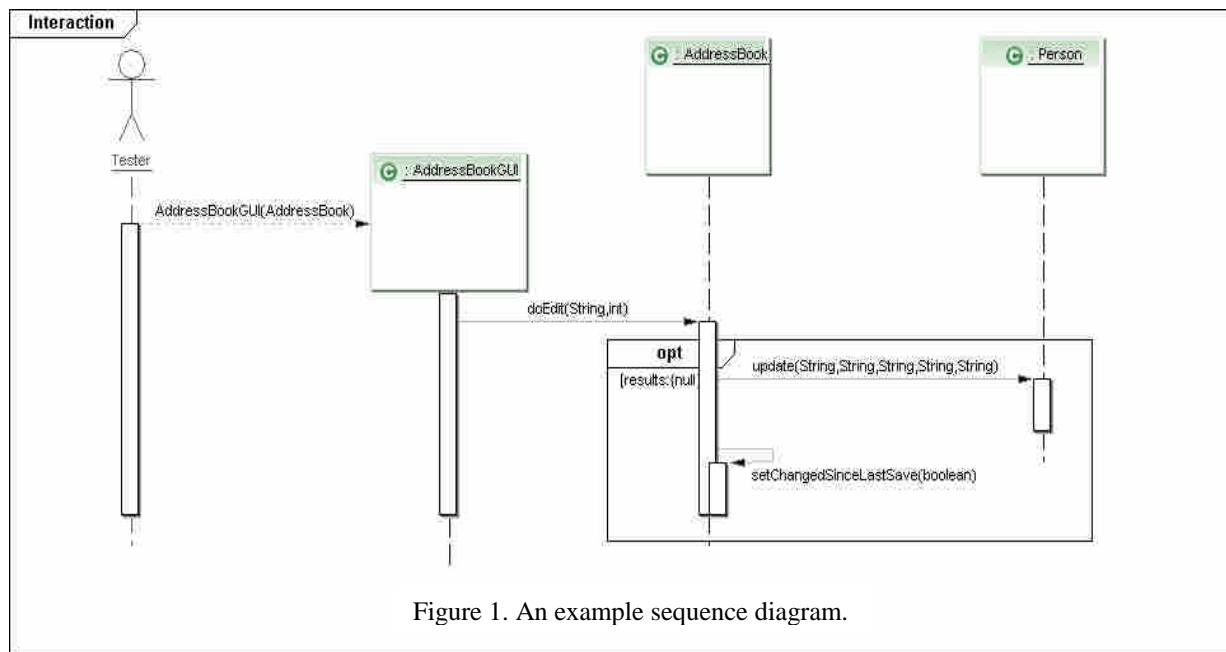 Interaction
C : AddressBook
C : Person
Tester
C : AddressBookGUI
AddressBookGUI(AddressBook)
doEdit(String,int)
opt
[results:(null
update(String,String,String,String,String)
setChangedSinceLastSave(boolean)
Figure 1. An example sequence diagram.